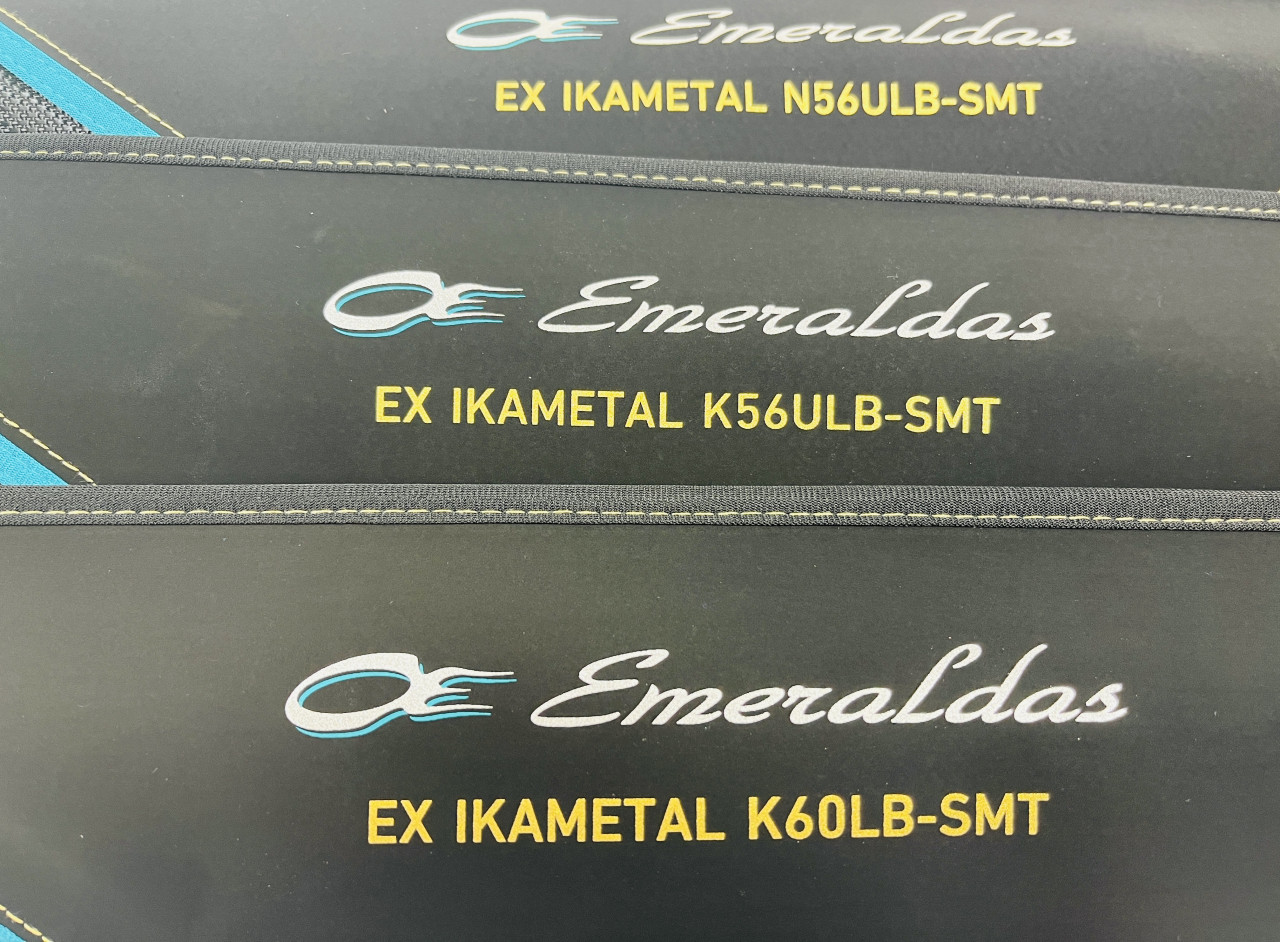 Emeraldas
EX IKAMETAL N56ULB-SMT
Emeraldas
EX IKAMETAL K56ULB-SMT
Emeraldas
EX IKAMETAL K60LB-SMT